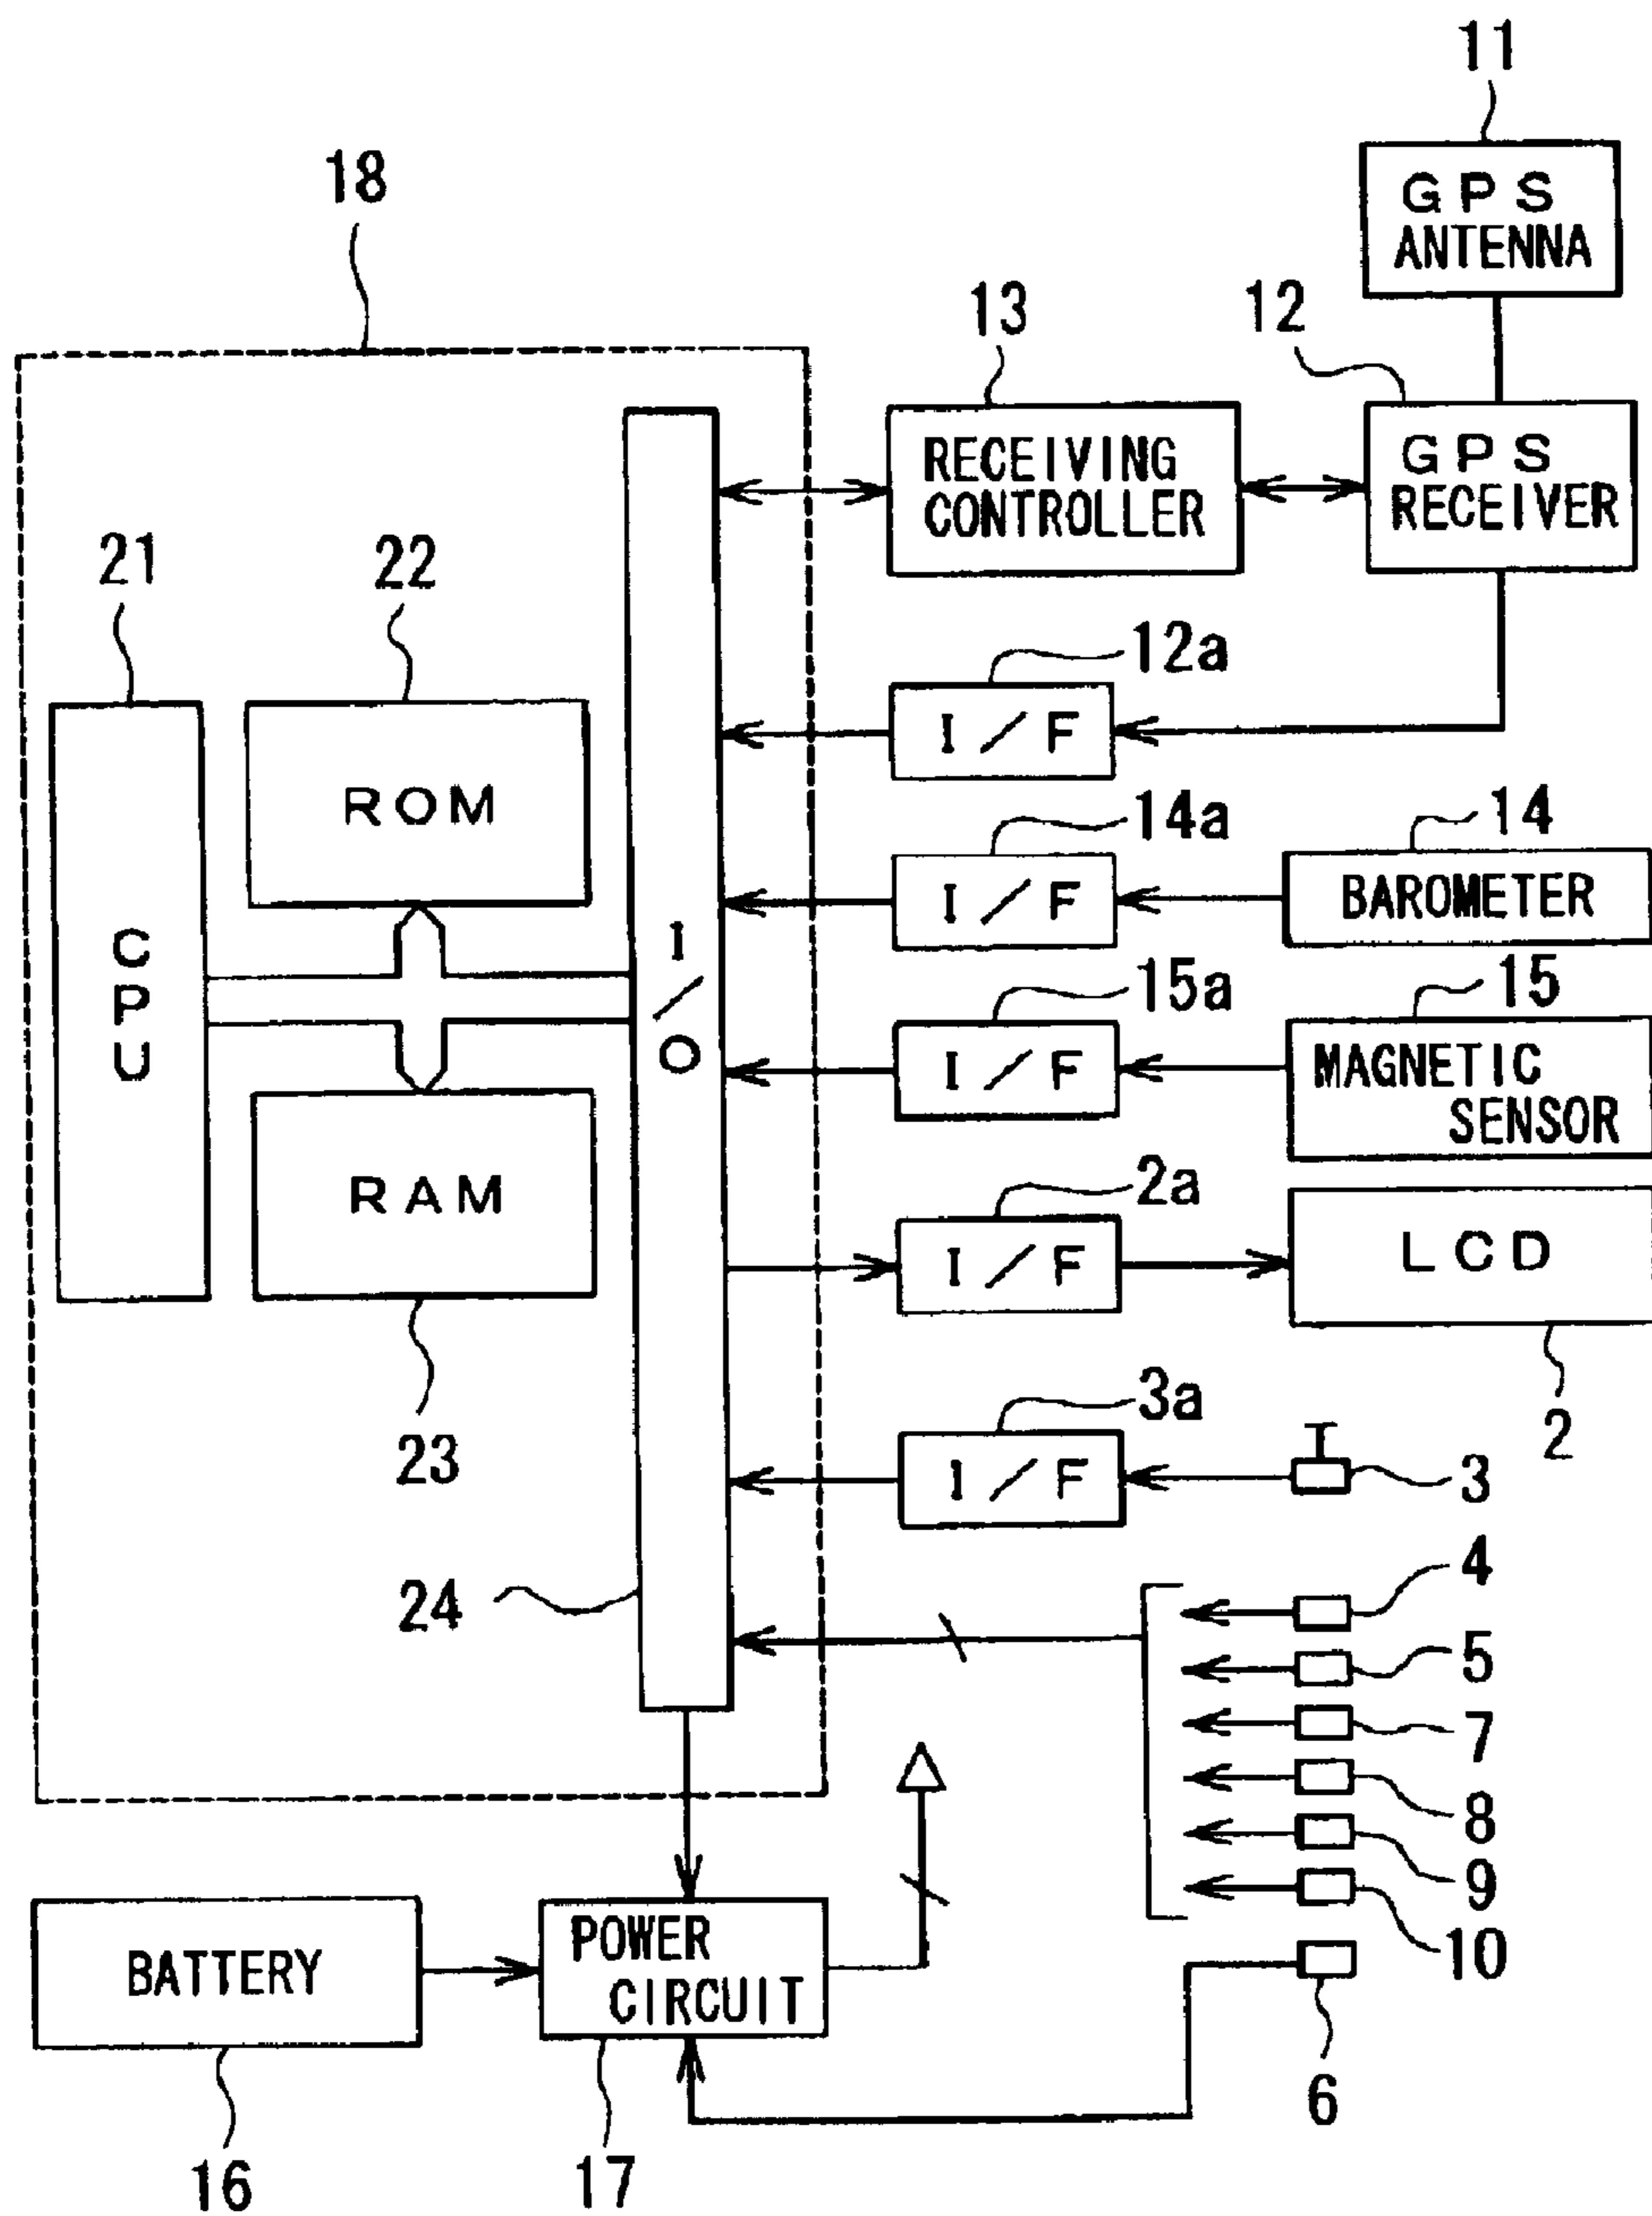 11
GPS
ANTENNA
18
13
12
RECEIVING
CONTROLLER
GPS
RECEIVER
21
22
12a
I/F
ROM
14a
14
I/F
BAROMETER
CPU
I/O
15a
15
I/F
MAGNETIC
SENSOR
RAM
2a
I/F
LCD
2
3a
23
I/F
3
24
4
5
7
8
9
10
BATTERY
POWER
CIRCUIT
6
16
17